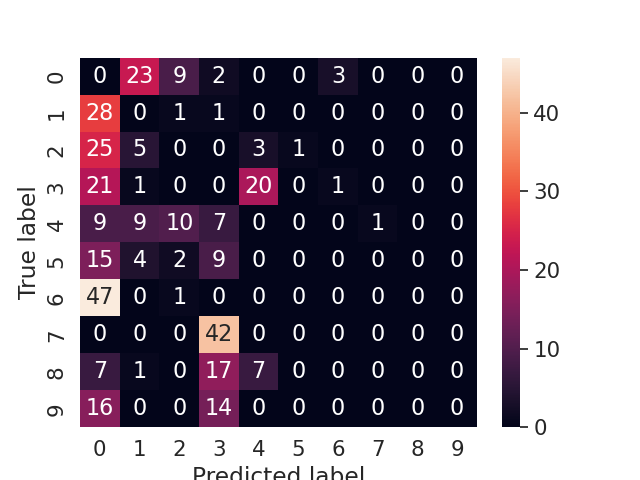 0 0 23 9 2 0 0 3 0 0 0
1 28 0 1 1 0 0 0 0 0 0
2 25 5 0 0 3 1 0 0 0 0
3 21 1 0 0 20 0 1 0 0 0
4 9 9 10 7 0 0 0 1 0 0
5 15 4 2 9 0 0 0 0 0 0
6 47 0 1 0 0 0 0 0 0 0
7 0 0 0 42 0 0 0 0 0 0
8 7 1 0 17 7 0 0 0 0 0
9 16 0 0 14 0 0 0 0 0 0
0 1 2 3 4 5 6 7 8 9
Predicted label
True label
40
30
20
10
0